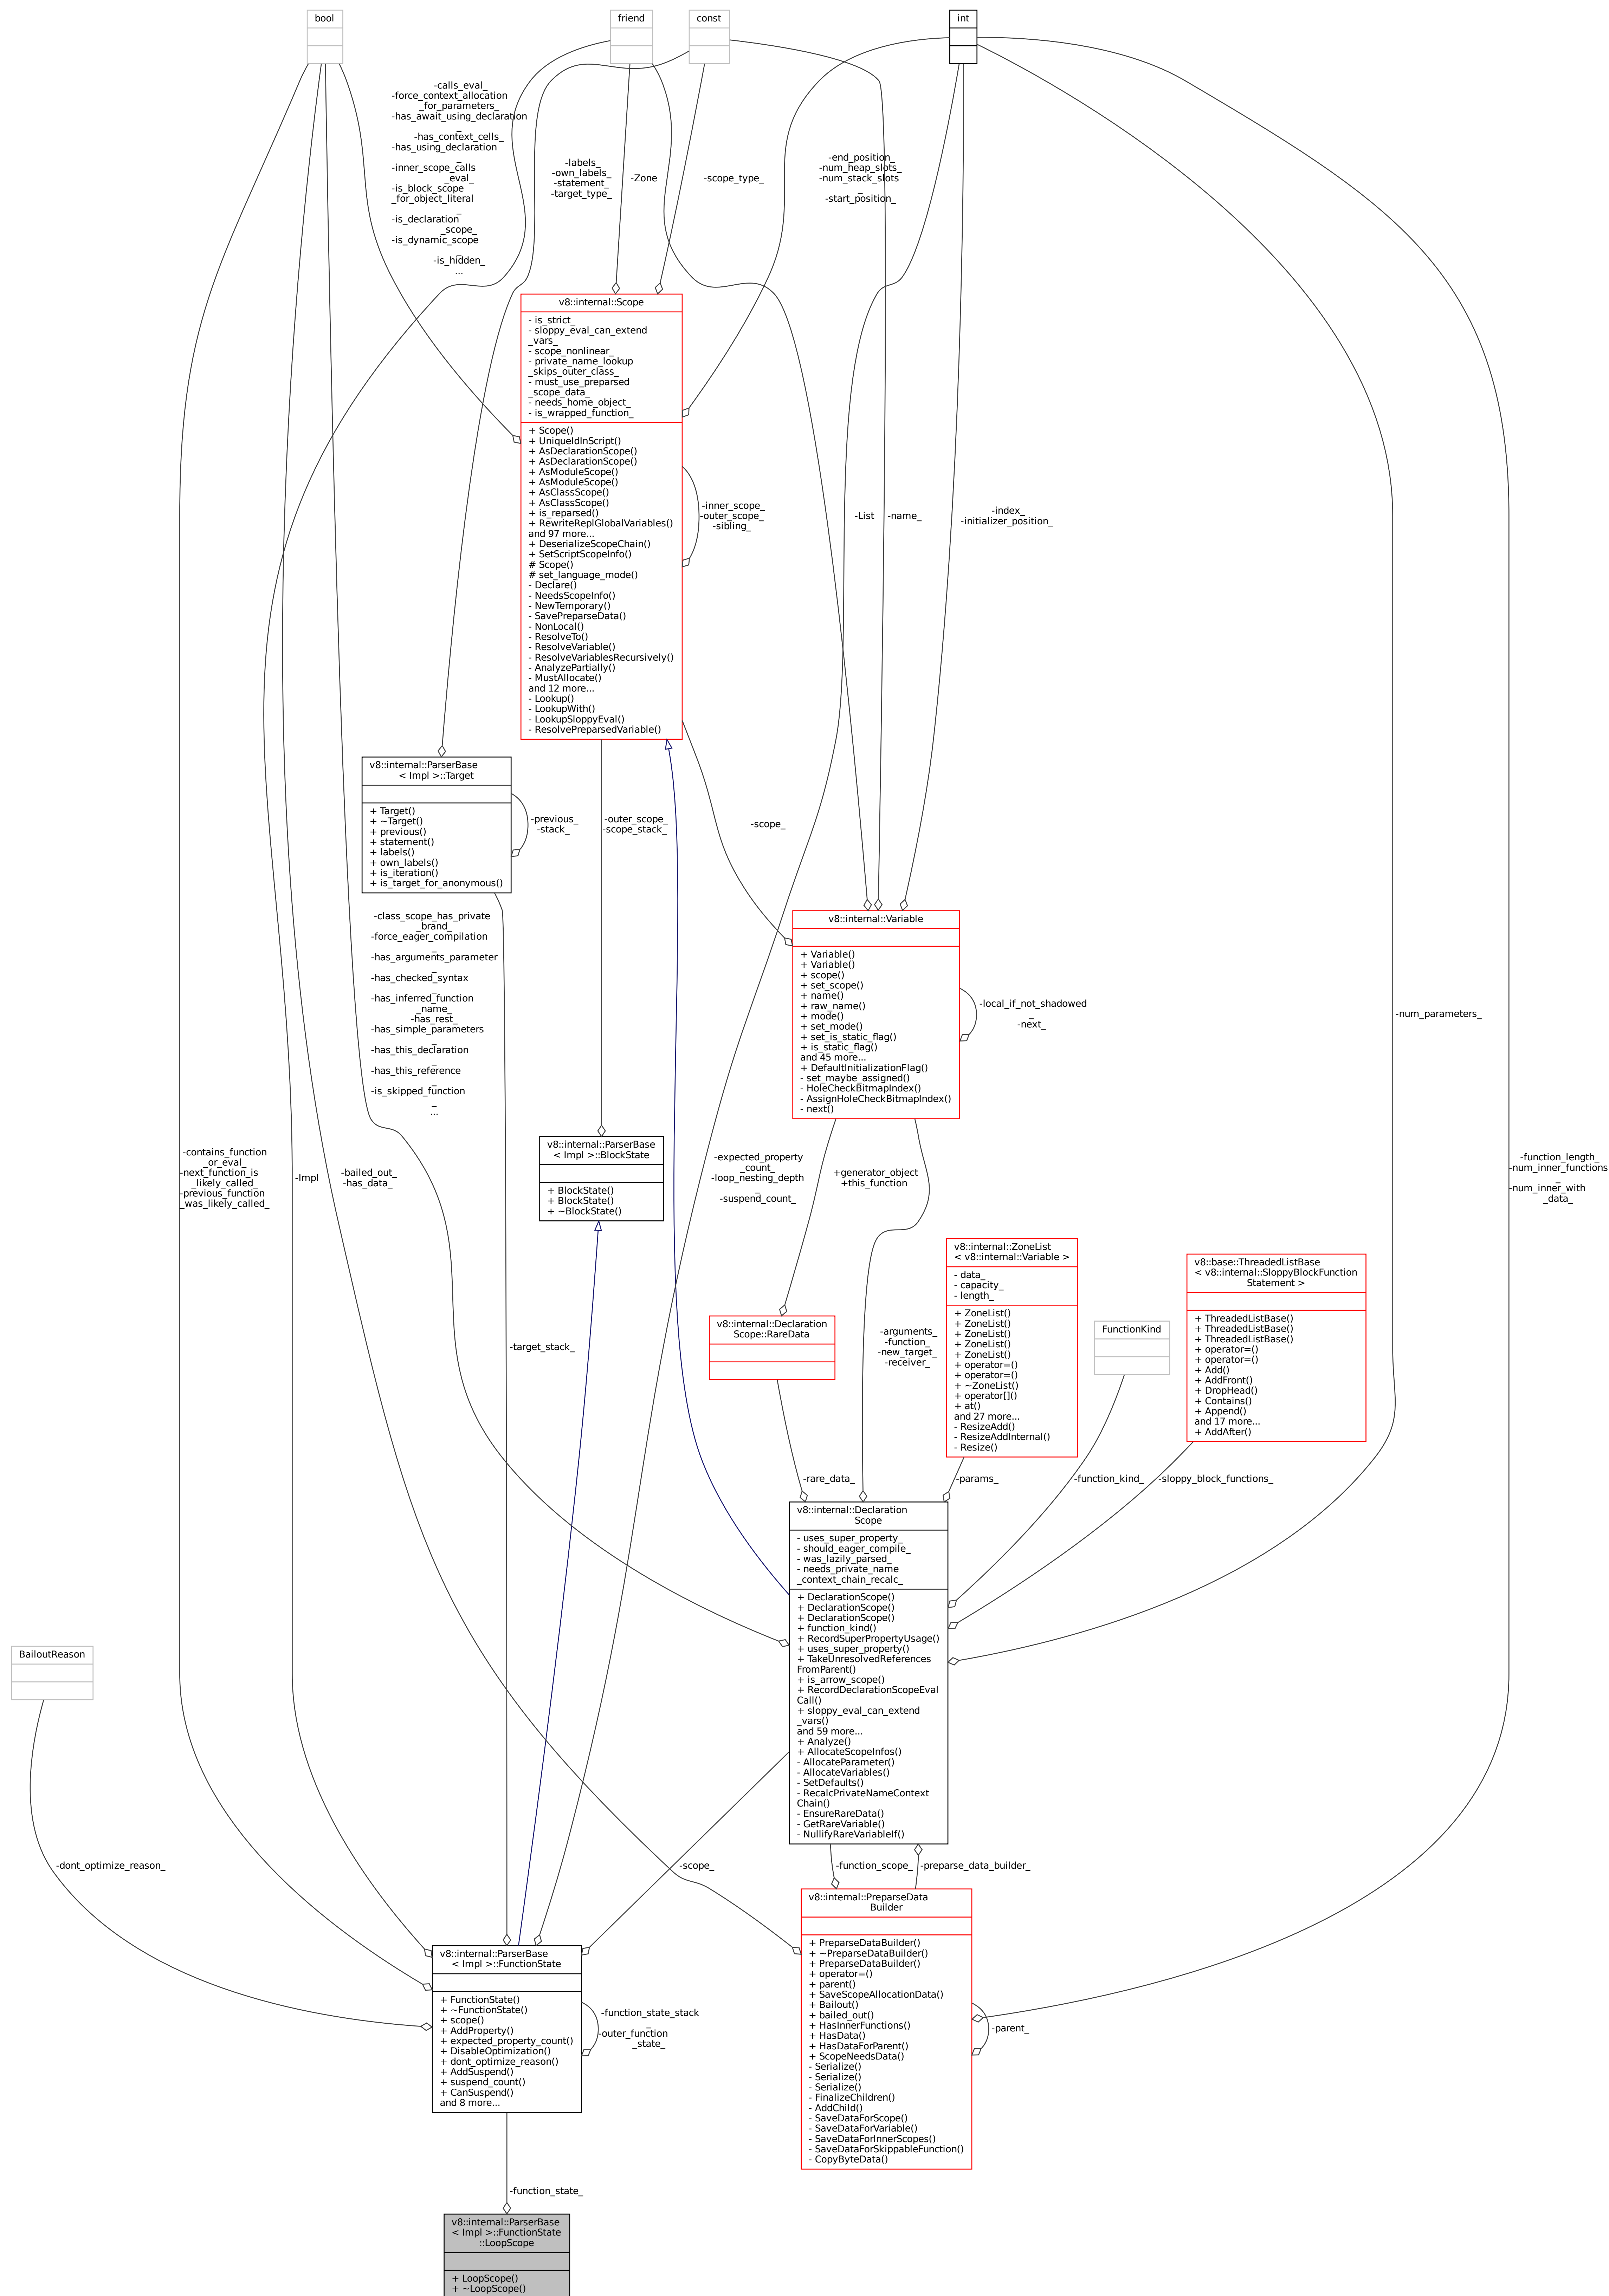 bool
friend
const
int
-calls_eval_
-force_context_allocation
_for_parameters_
-has_await_using_declaration
_
-has_context_cells_
-has_using_declaration
_
-inner_scope_calls
_eval_
-is_block_scope
_for_object_literal
_
-is_declaration
_scope_
-is_dynamic_scope
_
-is_hidden_
...
-labels_
-own_labels_
-statement_
-target_type_
-Zone
-scope_type_
-end_position_
-num_heap_slots_
-num_stack_slots
_
-start_position_
v8::internal::Scope
- is_strict_
- sloppy_eval_can_extend
_vars_
- scope_nonlinear_
- private_name_lookup
_skips_outer_class_
- must_use_preparsed
_scope_data_
- needs_home_object_
- is_wrapped_function_
+ Scope()
+ UniqueIdInScript()
+ AsDeclarationScope()
+ AsDeclarationScope()
+ AsModuleScope()
+ AsModuleScope()
+ AsClassScope()
+ AsClassScope()
+ is_reparsed()
+ RewriteReplGlobalVariables()
and 97 more...
+ DeserializeScopeChain()
+ SetScriptScopeInfo()
# Scope()
# set_language_mode()
- Declare()
- NeedsScopeInfo()
- NewTemporary()
- SavePreparseData()
- NonLocal()
- ResolveTo()
- ResolveVariable()
- ResolveVariablesRecursively()
- AnalyzePartially()
- MustAllocate()
and 12 more...
- Lookup()
- LookupWith()
- LookupSloppyEval()
- ResolvePreparsedVariable()
-inner_scope_
-outer_scope_
-sibling_
-List
-name_
-index_
-initializer_position_
v8::internal::ParserBase
< Impl >::Target
+ Target()
+ ~Target()
+ previous()
+ statement()
+ labels()
+ own_labels()
+ is_iteration()
+ is_target_for_anonymous()
-previous_
-stack_
-outer_scope_
-scope_stack_
-scope_
v8::internal::Variable
+ Variable()
+ Variable()
+ scope()
+ set_scope()
+ name()
+ raw_name()
+ mode()
+ set_mode()
+ set_is_static_flag()
+ is_static_flag()
and 45 more...
+ DefaultInitializationFlag()
- set_maybe_assigned()
- HoleCheckBitmapIndex()
- AssignHoleCheckBitmapIndex()
- next()
-local_if_not_shadowed
_
-next_
-num_parameters_
-class_scope_has_private
_brand_
-force_eager_compilation
_
-has_arguments_parameter
_
-has_checked_syntax
_
-has_inferred_function
_name_
-has_rest_
-has_simple_parameters
_
-has_this_declaration
_
-has_this_reference
_
-is_skipped_function
_
...
-contains_function
_or_eval_
-next_function_is
_likely_called_
-previous_function
_was_likely_called_
-Impl
-bailed_out_
-has_data_
v8::internal::ParserBase
< Impl >::BlockState
+ BlockState()
+ BlockState()
+ ~BlockState()
-expected_property
_count_
-loop_nesting_depth
_
-suspend_count_
+generator_object
+this_function
-function_length_
-num_inner_functions
_
-num_inner_with
_data_
v8::internal::ZoneList
< v8::internal::Variable >
- data_
- capacity_
- length_
+ ZoneList()
+ ZoneList()
+ ZoneList()
+ ZoneList()
+ ZoneList()
+ operator=()
+ operator=()
+ ~ZoneList()
+ operator[]()
+ at()
and 27 more...
- ResizeAdd()
- ResizeAddInternal()
- Resize()
v8::base::ThreadedListBase
< v8::internal::SloppyBlockFunction
Statement >
+ ThreadedListBase()
+ ThreadedListBase()
+ ThreadedListBase()
+ operator=()
+ operator=()
+ Add()
+ AddFront()
+ DropHead()
+ Contains()
+ Append()
and 17 more...
+ AddAfter()
v8::internal::Declaration
Scope::RareData
FunctionKind
-target_stack_
-arguments_
-function_
-new_target_
-receiver_
-rare_data_
-params_
-function_kind_
-sloppy_block_functions_
v8::internal::Declaration
Scope
- uses_super_property_
- should_eager_compile_
- was_lazily_parsed_
- needs_private_name
_context_chain_recalc_
+ DeclarationScope()
+ DeclarationScope()
+ DeclarationScope()
+ function_kind()
+ RecordSuperPropertyUsage()
+ uses_super_property()
+ TakeUnresolvedReferences
FromParent()
+ is_arrow_scope()
+ RecordDeclarationScopeEval
Call()
+ sloppy_eval_can_extend
_vars()
and 59 more...
+ Analyze()
+ AllocateScopeInfos()
- AllocateParameter()
- AllocateVariables()
- SetDefaults()
- RecalcPrivateNameContext
Chain()
- EnsureRareData()
- GetRareVariable()
- NullifyRareVariableIf()
BailoutReason
-dont_optimize_reason_
-scope_
-function_scope_
-preparse_data_builder_
v8::internal::PreparseData
Builder
+ PreparseDataBuilder()
+ ~PreparseDataBuilder()
+ PreparseDataBuilder()
+ operator=()
+ parent()
+ SaveScopeAllocationData()
+ Bailout()
+ bailed_out()
+ HasInnerFunctions()
+ HasData()
+ HasDataForParent()
+ ScopeNeedsData()
- Serialize()
- Serialize()
- Serialize()
- FinalizeChildren()
- AddChild()
- SaveDataForScope()
- SaveDataForVariable()
- SaveDataForInnerScopes()
- SaveDataForSkippableFunction()
- CopyByteData()
-parent_
v8::internal::ParserBase
< Impl >::FunctionState
+ FunctionState()
+ ~FunctionState()
+ scope()
+ AddProperty()
+ expected_property_count()
+ DisableOptimization()
+ dont_optimize_reason()
+ AddSuspend()
+ suspend_count()
+ CanSuspend()
and 8 more...
-function_state_stack
_
-outer_function
_state_
-function_state_
v8::internal::ParserBase
< Impl >::FunctionState
::LoopScope
+ LoopScope()
+ ~LoopScope()